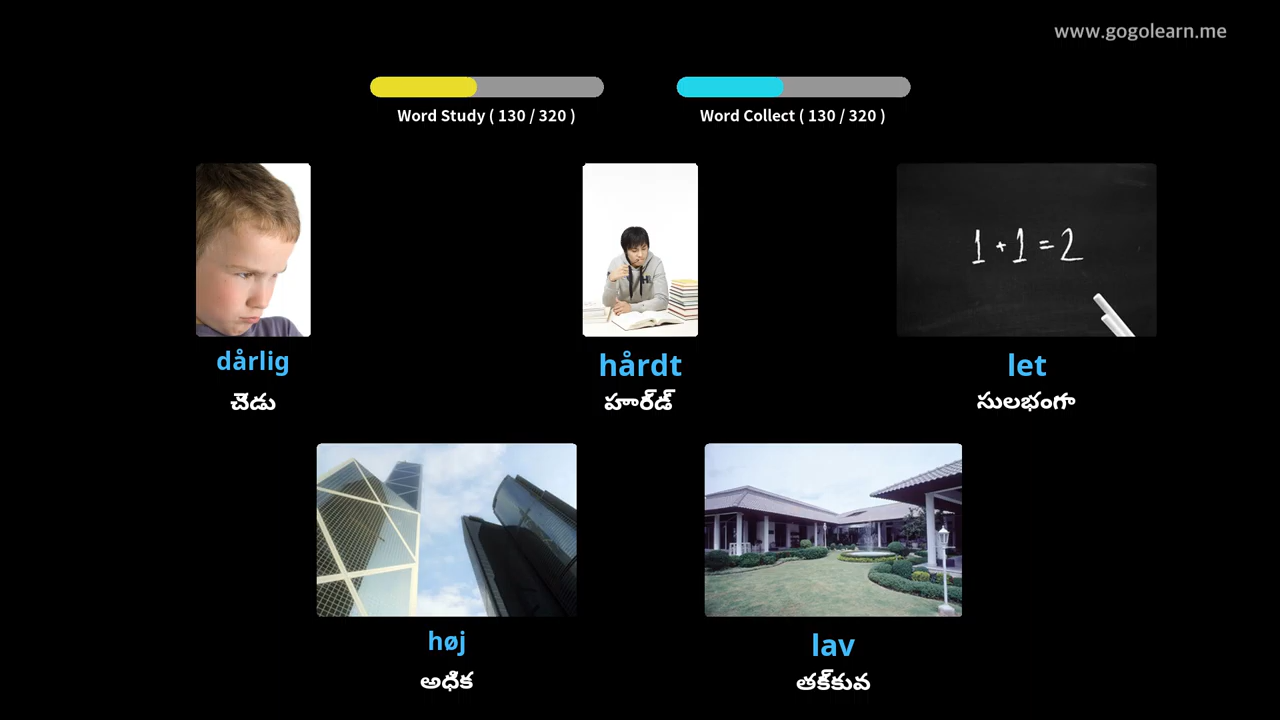 www.gogolearn.me
Word Study ( 130 / 320 )
Word Collect ( 130 / 320 )
1 + 1 = 2
dårlig
hårdt
let
చెడు
హార్డ్
సులభంగా
høj
lav
అధిక
తక్కువ